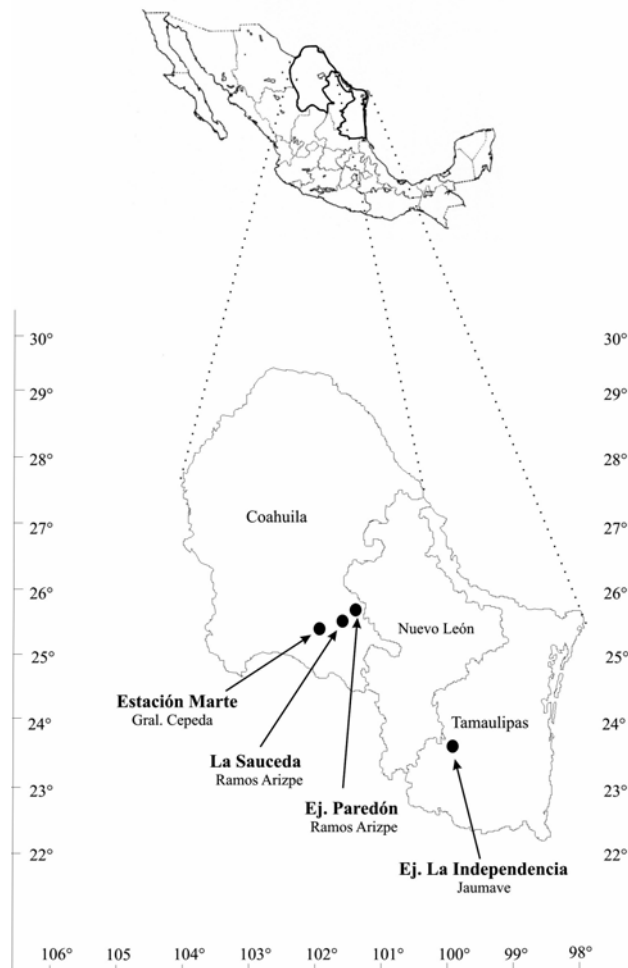 30°
30°
29°
29°
28°
28°
27°
27°
Coahuila
26°
26°
Nuevo León
25°
25°
Estación Marte
Gral. Cepeda
24°
24°
Tamaulipas
La Sauceda
Ramos Arizpe
23°
23°
Ej. Paredón
Ramos Arizpe
22°
22°
Ej. La Independencia
Jaumave
106°
105°
104°
103°
102°
101°
100°
99°
98°